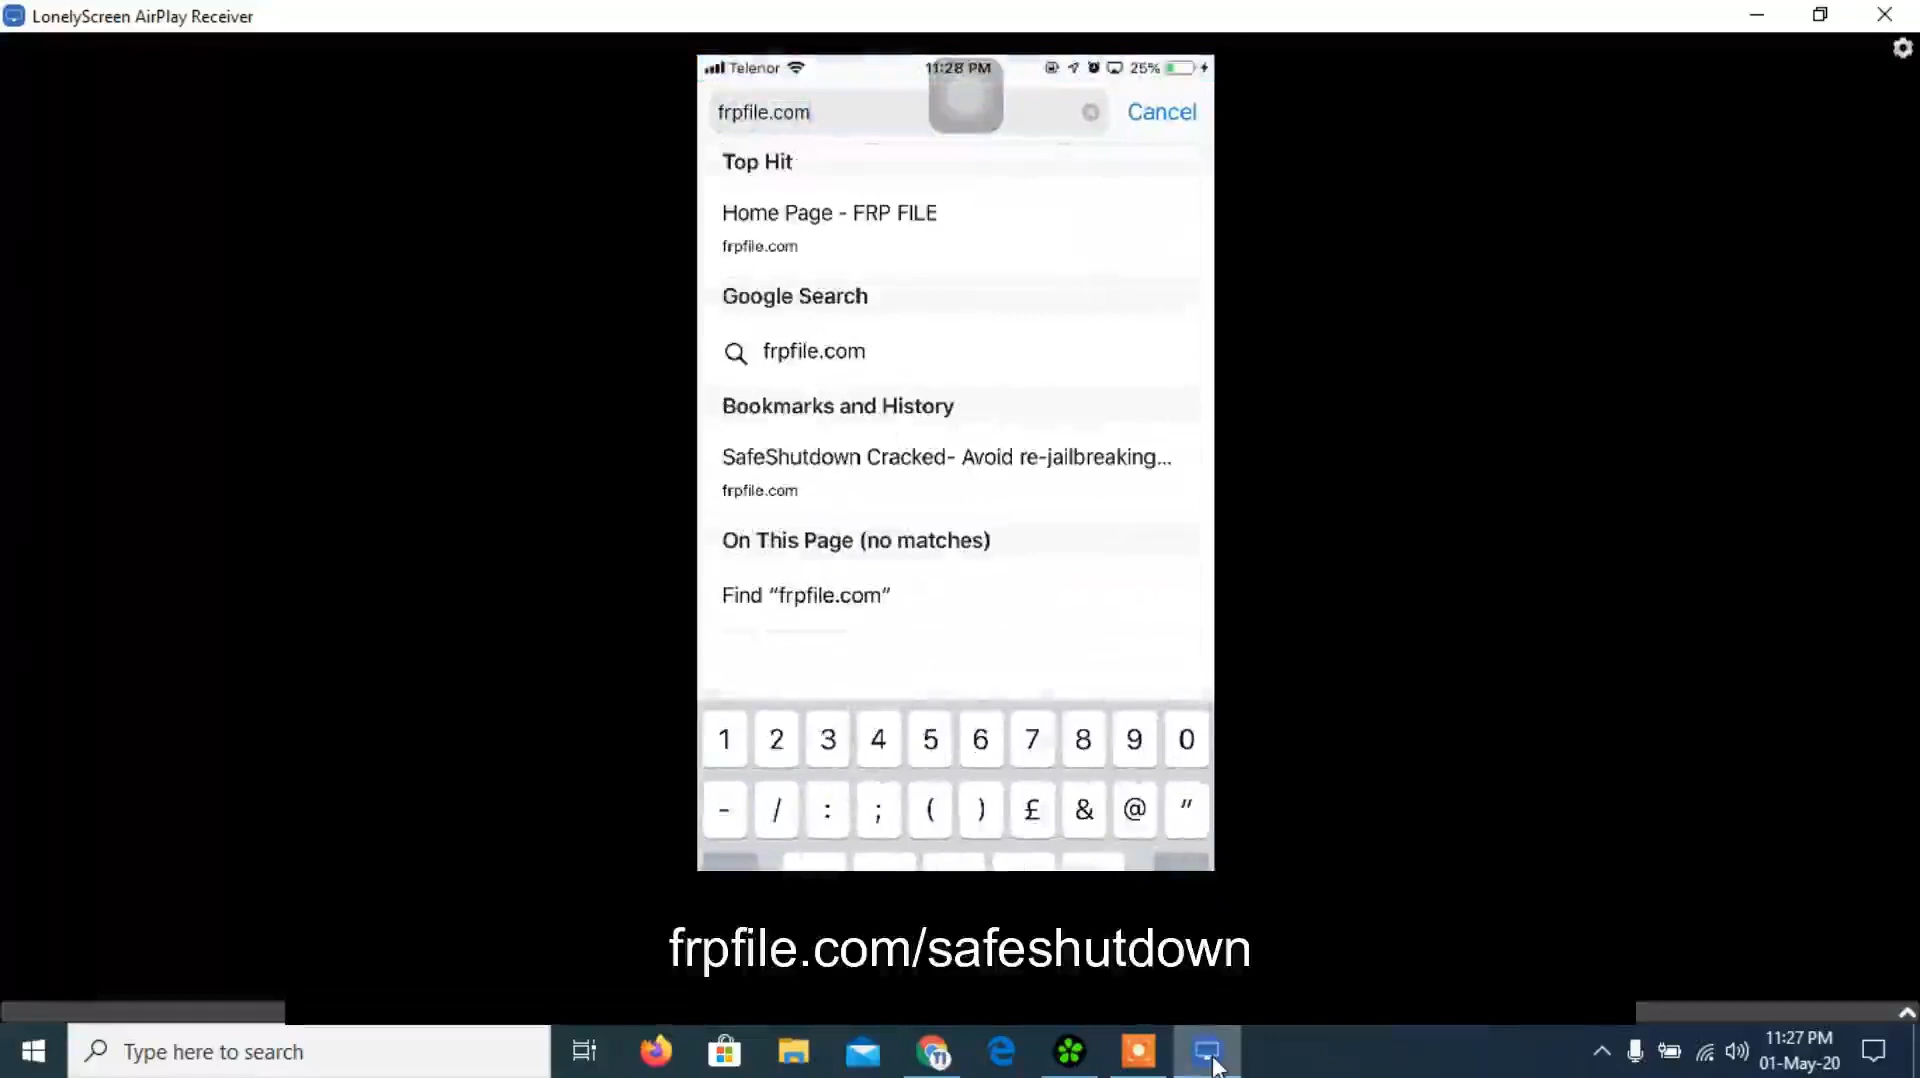 LonelyScreen AirPlay Receiver
Telenor 11:28 PM 25%
frpfile.com Cancel
Top Hit
Home Page - FRP FILE
frpfile.com
Google Search
frpfile.com
Bookmarks and History
SafeShutdown Cracked- Avoid re-jailbreaking...
frpfile.com
On This Page (no matches)
Find “frpfile.com”
1 2 3 4 5 6 7 8 9 0
- / : ; ( ) £ & @ "
frpfile.com/safeshutdown
Type here to search
11:27 PM
01-May-20